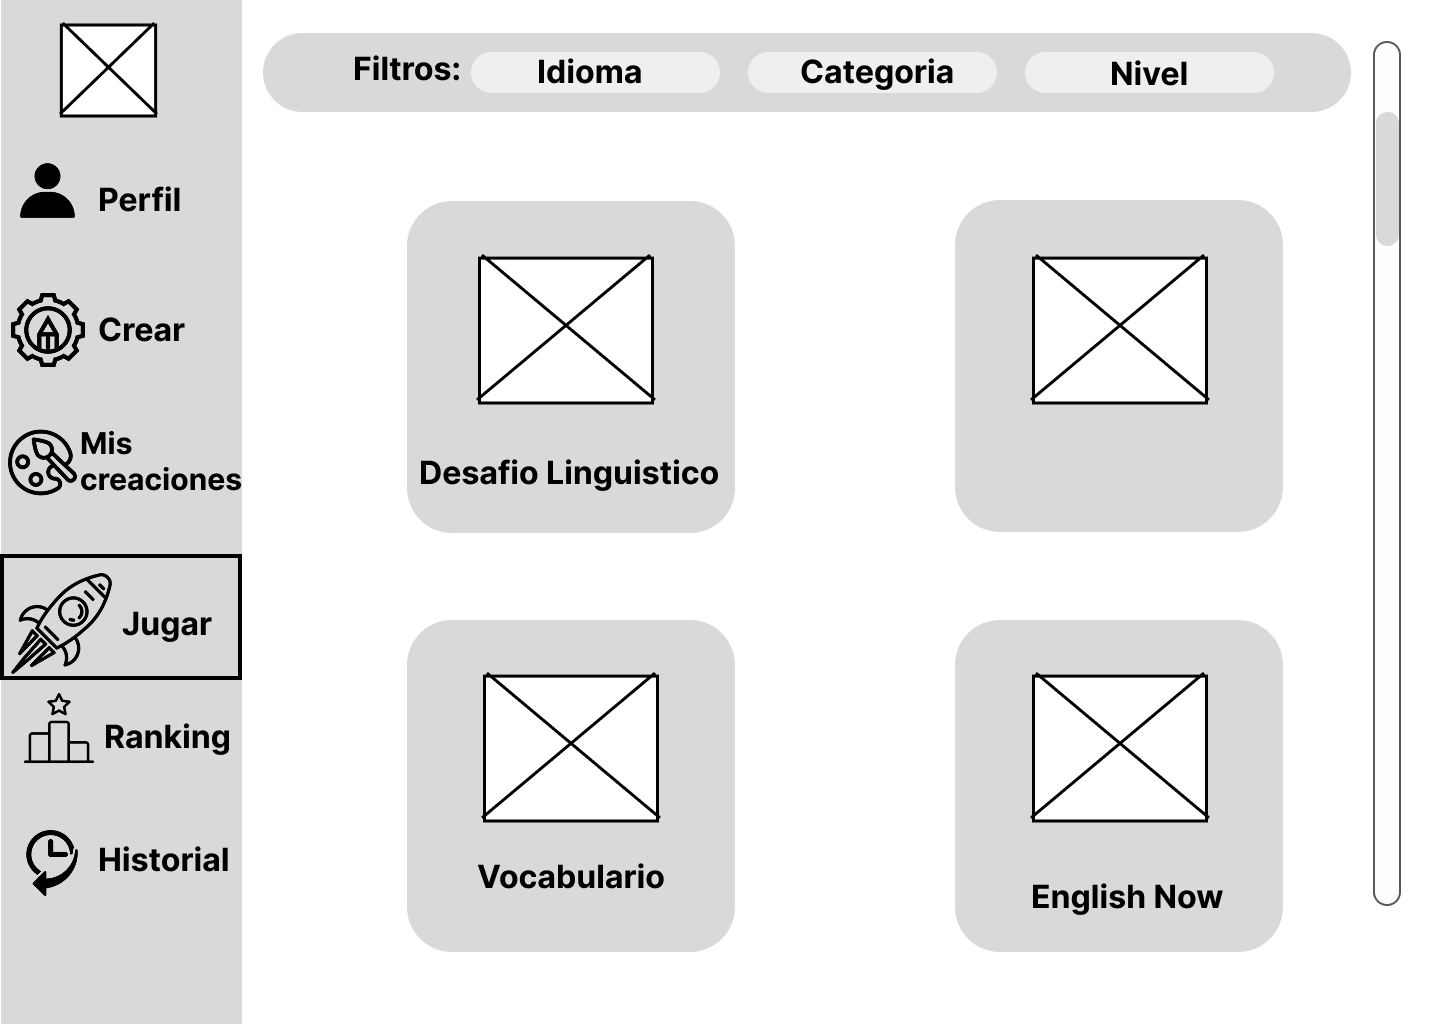 Filtros:
Idioma
Categoria
Nivel
Perfil
Crear
Mis
creaciones
Jugar
Ranking
Historial
Desafio Linguistico
Vocabulario
English Now